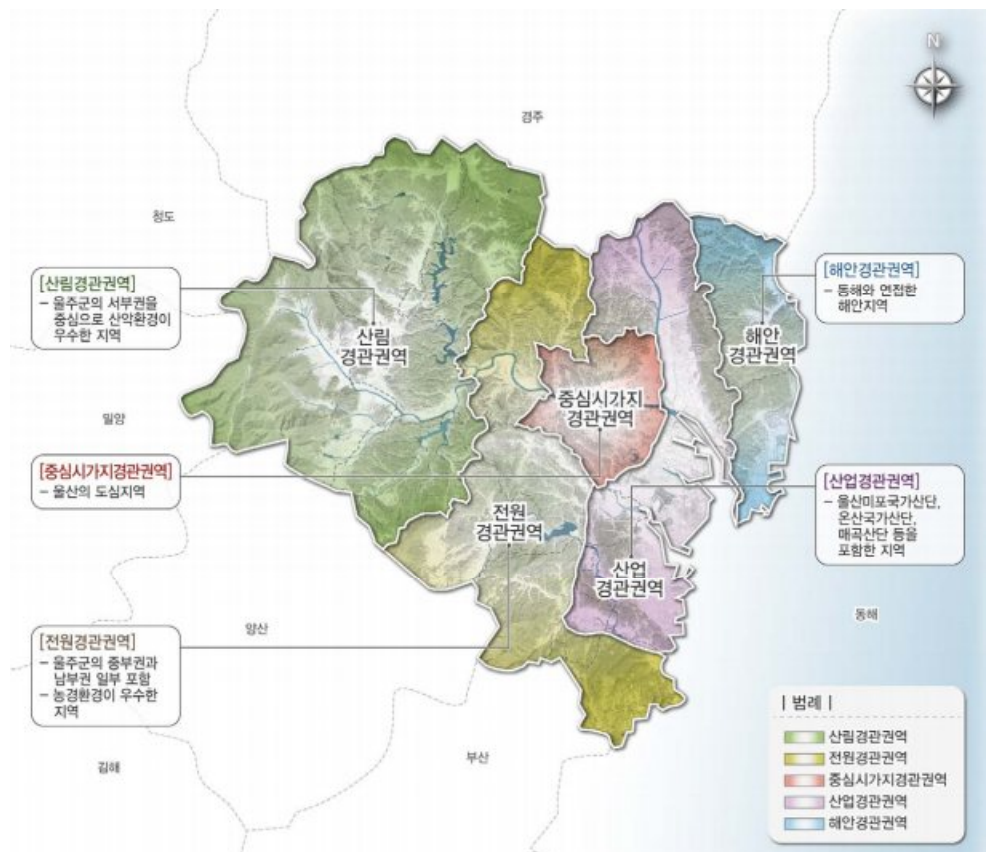 N
경주
청도
[산림경관권역]
– 울주군의 서부권을
중심으로 산악환경이
우수한 지역
[해안경관권역]
– 동해와 연접한
해안지역
산림
경관권역
해안
경관권역
중심시가지
경관권역
밀양
[중심시가지경관권역]
– 울산의 도심지역
[산업경관권역]
– 울산미포국가산단,
온산국가산단,
매곡산단 등을
포함한 지역
전원
경관권역
산업
경관권역
동해
양산
[전원경관권역]
– 울주군의 중부권과
남부권 일부 포함
– 농경환경이 우수한
지역
부산
김해
| 범례 |
산림경관권역
전원경관권역
중심시가지경관권역
산업경관권역
해안경관권역